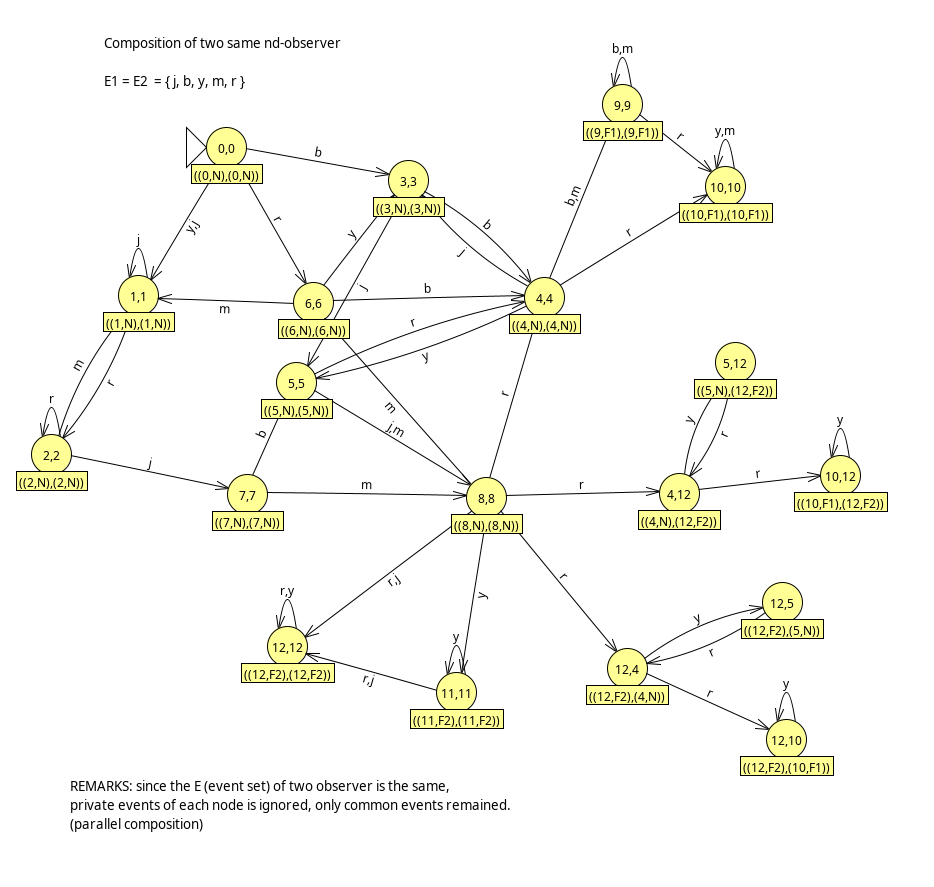 Composition of two same nd-observer
E1 = E2 = { j, b, y, m, r }
b,m
9,9
((9,F1),(9,F1))
r
y,m
10,10
((10,F1),(10,F1))
0,0
((0,N),(0,N))
b
3,3
((3,N),(3,N))
y,j
r
y
j
b
j
b,m
r
j
1,1
((1,N),(1,N))
m
6,6
((6,N),(6,N))
b
4,4
((4,N),(4,N))
r
y
m
r
5,5
((5,N),(5,N))
m
j,m
r
5,12
((5,N),(12,F2))
y
r
r
2,2
((2,N),(2,N))
j
b
7,7
((7,N),(7,N))
m
8,8
((8,N),(8,N))
r
4,12
((4,N),(12,F2))
r
y
10,12
((10,F1),(12,F2))
r,j
y
r
r,y
12,12
((12,F2),(12,F2))
r,j
y
11,11
((11,F2),(11,F2))
12,4
((12,F2),(4,N))
y
r
12,5
((12,F2),(5,N))
r
y
12,10
((12,F2),(10,F1))
REMARKS: since the E (event set) of two observer is the same,
private events of each node is ignored, only common events remained.
(parallel composition)